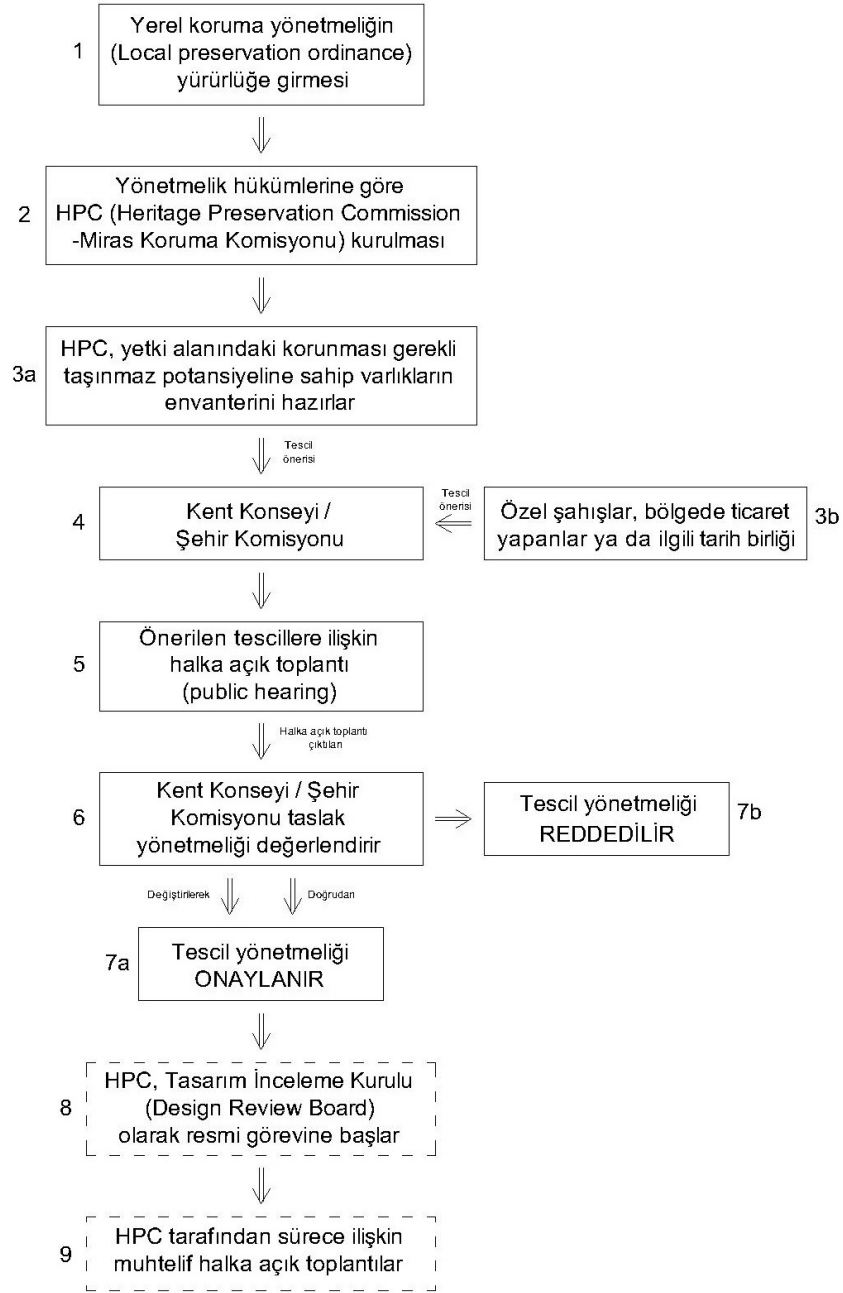 1
Yerel koruma yönetmeliğin
(Local preservation ordinance)
yürürlüğe girmesi
2
Yönetmelik hükümlerine göre
HPC (Heritage Preservation Commission
-Miras Koruma Komisyonu) kurulması
3a
HPC, yetki alanındaki korunması gerekli
taşınmaz potansiyeline sahip varlıkların
envanterini hazırlar
Tescil
önerisi
4
Kent Konseyi /
Şehir Komisyonu
Tescil
önerisi
Özel şahışlar, bölgede ticaret
yapanlar ya da ilgili tarih birliği
3b
5
Önerilen tescillere ilişkin
halka açık toplantı
(public hearing)
Halka açık toplantı
çıktıları
6
Kent Konseyi / Şehir
Komisyonu taslak
yönetmeliği değerlendirir
Tescil yönetmeliği
REDDEDİLİR
7b
Değiştirilerek
Doğrudan
7a
Tescil yönetmeliği
ONAYLANIR
8
HPC, Tasarım İnceleme Kurulu
(Design Review Board)
olarak resmi görevine başlar
9
HPC tarafından sürece ilişkin
muhtelif halka açık toplantılar